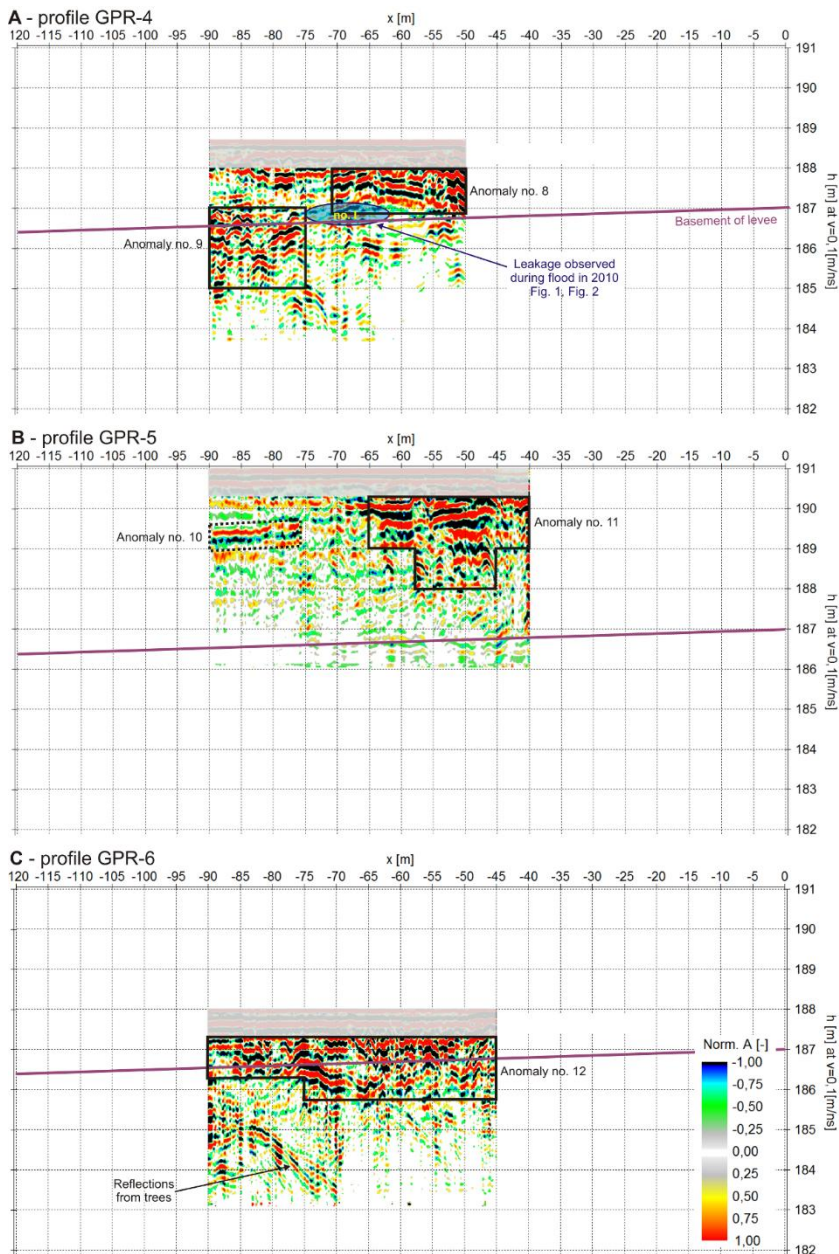 A - profile GPR-4
x [m]
120 -115 -110 -105 -100 -95 -90 -85 -80 -75 -70 -65 -60 -55 -50 -45 -40 -35 -30 -25 -20 -15 -10 -5 0
191
190
189
188
187
186
185
184
183
182
h [m] at v=0,1[m/ns]
Anomaly no. 8
no. I.
Basement of levee
Anomaly no. 9
Leakage observed
during flood in 2010
Fig. 1, Fig. 2
B - profile GPR-5
x [m]
120 -115 -110 -105 -100 -95 -90 -85 -80 -75 -70 -65 -60 -55 -50 -45 -40 -35 -30 -25 -20 -15 -10 -5 0
191
190
189
188
187
186
185
184
183
182
h [m] at v=0,1[m/ns]
Anomaly no. 10
Anomaly no. 11
C - profile GPR-6
x [m]
120 -115 -110 -105 -100 -95 -90 -85 -80 -75 -70 -65 -60 -55 -50 -45 -40 -35 -30 -25 -20 -15 -10 -5 0
191
190
189
188
187
186
185
184
183
182
h [m] at v=0,1[m/ns]
Anomaly no. 12
Reflections
from trees
Norm. A [-]
-1,00
-0,75
-0,50
-0,25
0,00
0,25
0,50
0,75
1,00